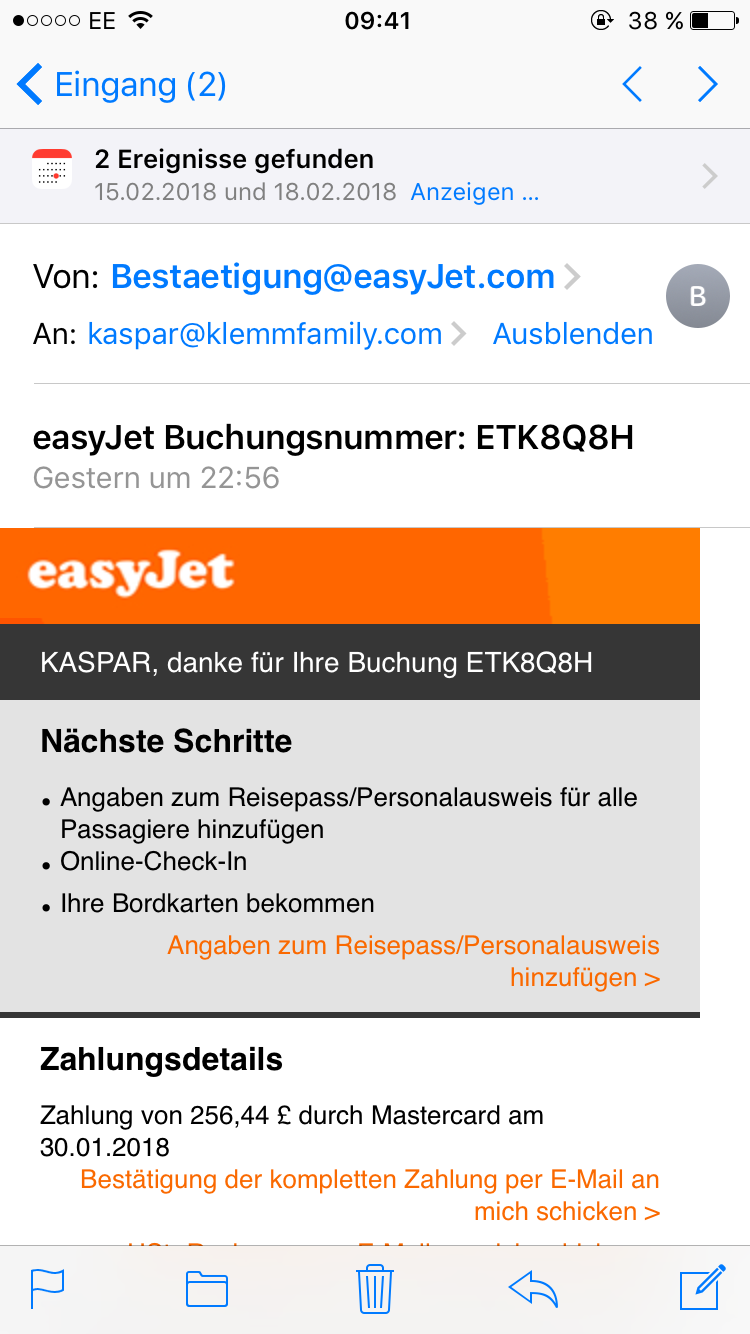 EE 09:41 38 %
Eingang (2)
2 Ereignisse gefunden
15.02.2018 und 18.02.2018 Anzeigen ...
Von: Bestaetigung@easyJet.com
B
An: kaspar@klemmfamily.com Ausblenden
easyJet Buchungsnummer: ETK8Q8H
Gestern um 22:56
easyJet
KASPAR, danke für Ihre Buchung ETK8Q8H
Nächste Schritte
• Angaben zum Reisepass/Personalausweis für alle
Passagiere hinzufügen
• Online-Check-In
• Ihre Bordkarten bekommen
Angaben zum Reisepass/Personalausweis
hinzufügen >
Zahlungsdetails
Zahlung von 256,44 £ durch Mastercard am
30.01.2018
Bestätigung der kompletten Zahlung per E-Mail an
mich schicken >